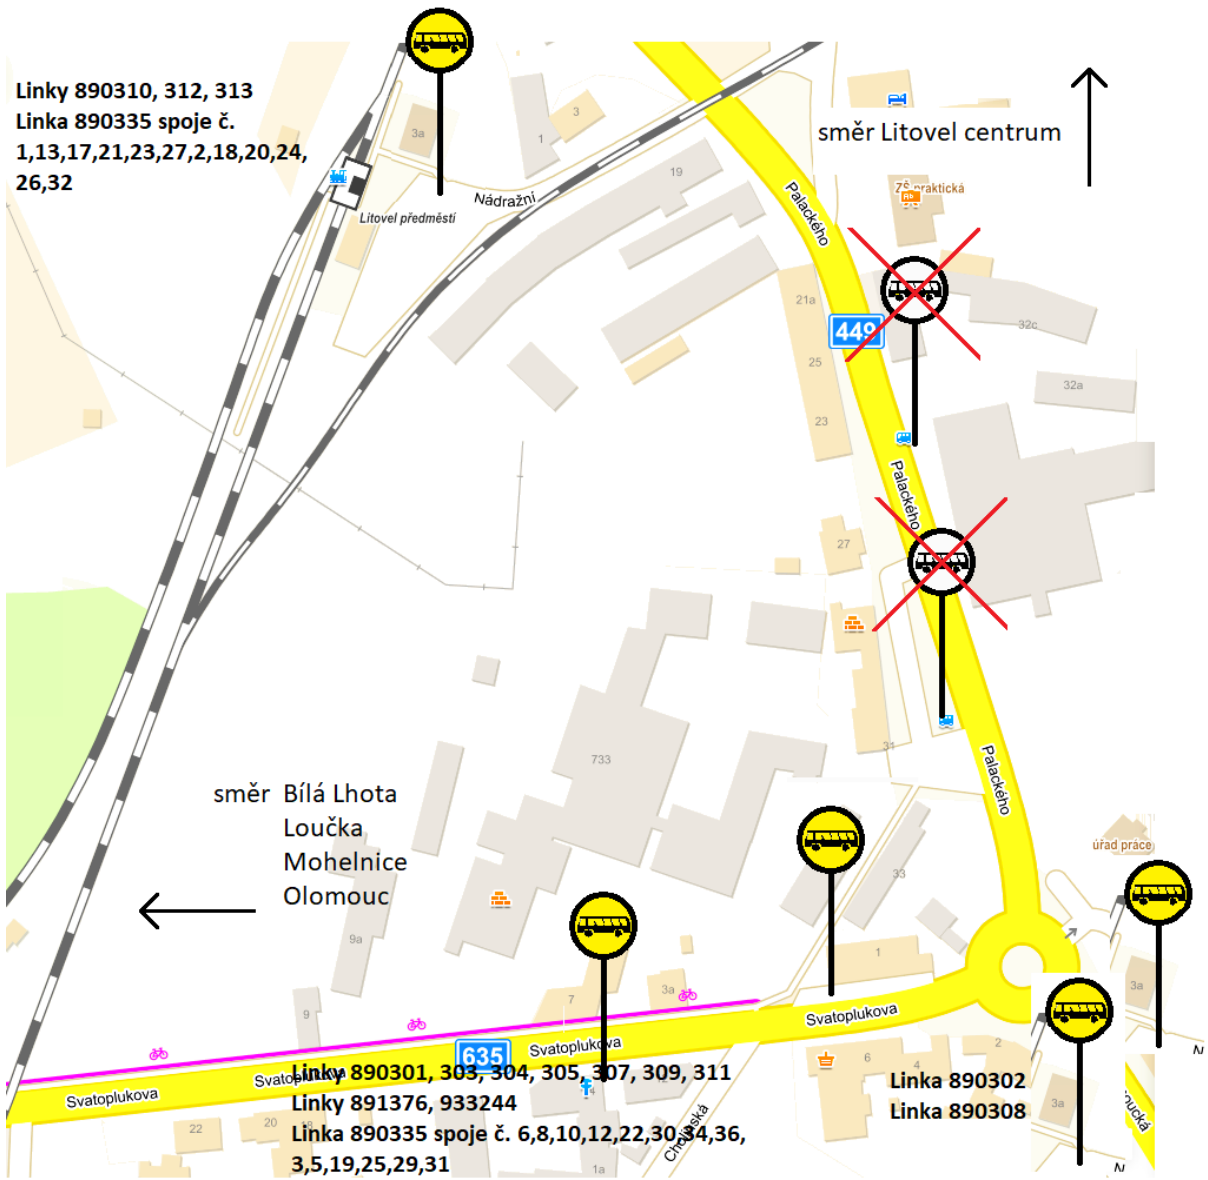 Linky 890310, 312, 313
Linka 890335 spoje č.
1,13,17,21,23,27,2,18,20,24,
26,32
3a
1
3
19
Nádražní
Litovel předměstí
směr Litovel centrum
ZŠ praktická
Palackého
21a
449
25
23
32c
32a
Palackého
27
31
733
Palackého
směr Bílá Lhota
Loučka
Mohelnice
Olomouc
úřad práce
33
9a
1
3a
7
9
3a
Svatoplukova
635
Svatoplukova
Svatoplukova
Svatoplukova
6
4
2
3a
Linky 890301, 303, 304, 305, 307, 309, 311
Linky 891376, 933244
Linka 890335 spoje č. 6,8,10,12,22,30,34,36,
3,5,19,25,29,31
Linka 890302
Linka 890308
22
20
1a
Cholinská
N
N